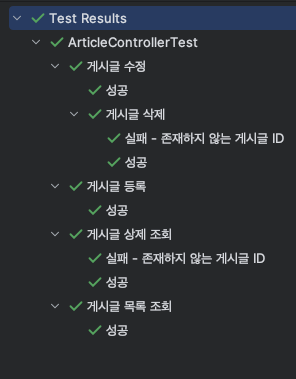 Test Results
ArticleControllerTest
게시글 수정
성공
게시글 삭제
실패 - 존재하지 않는 게시글 ID
성공
게시글 등록
성공
게시글 상제 조회
실패 - 존재하지 않는 게시글 ID
성공
게시글 목록 조회
성공